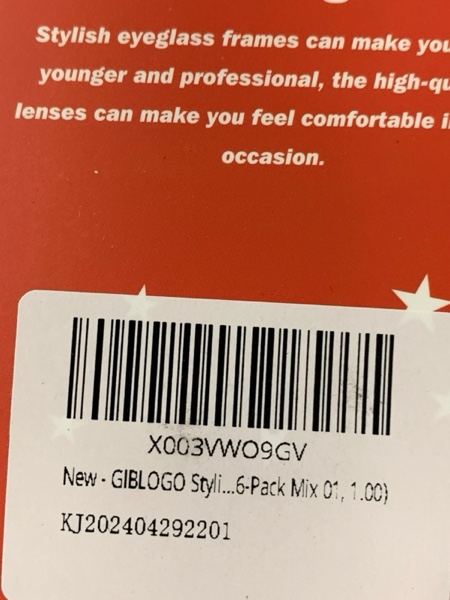 Stylish eyeglass frames can make you
younger and professional, the high-qu
lenses can make you feel comfortable i
occasion.
X003VWO9GV
New - GIBLOGO Styli...6-Pack Mix 01, 1.00)
KJ202404292201